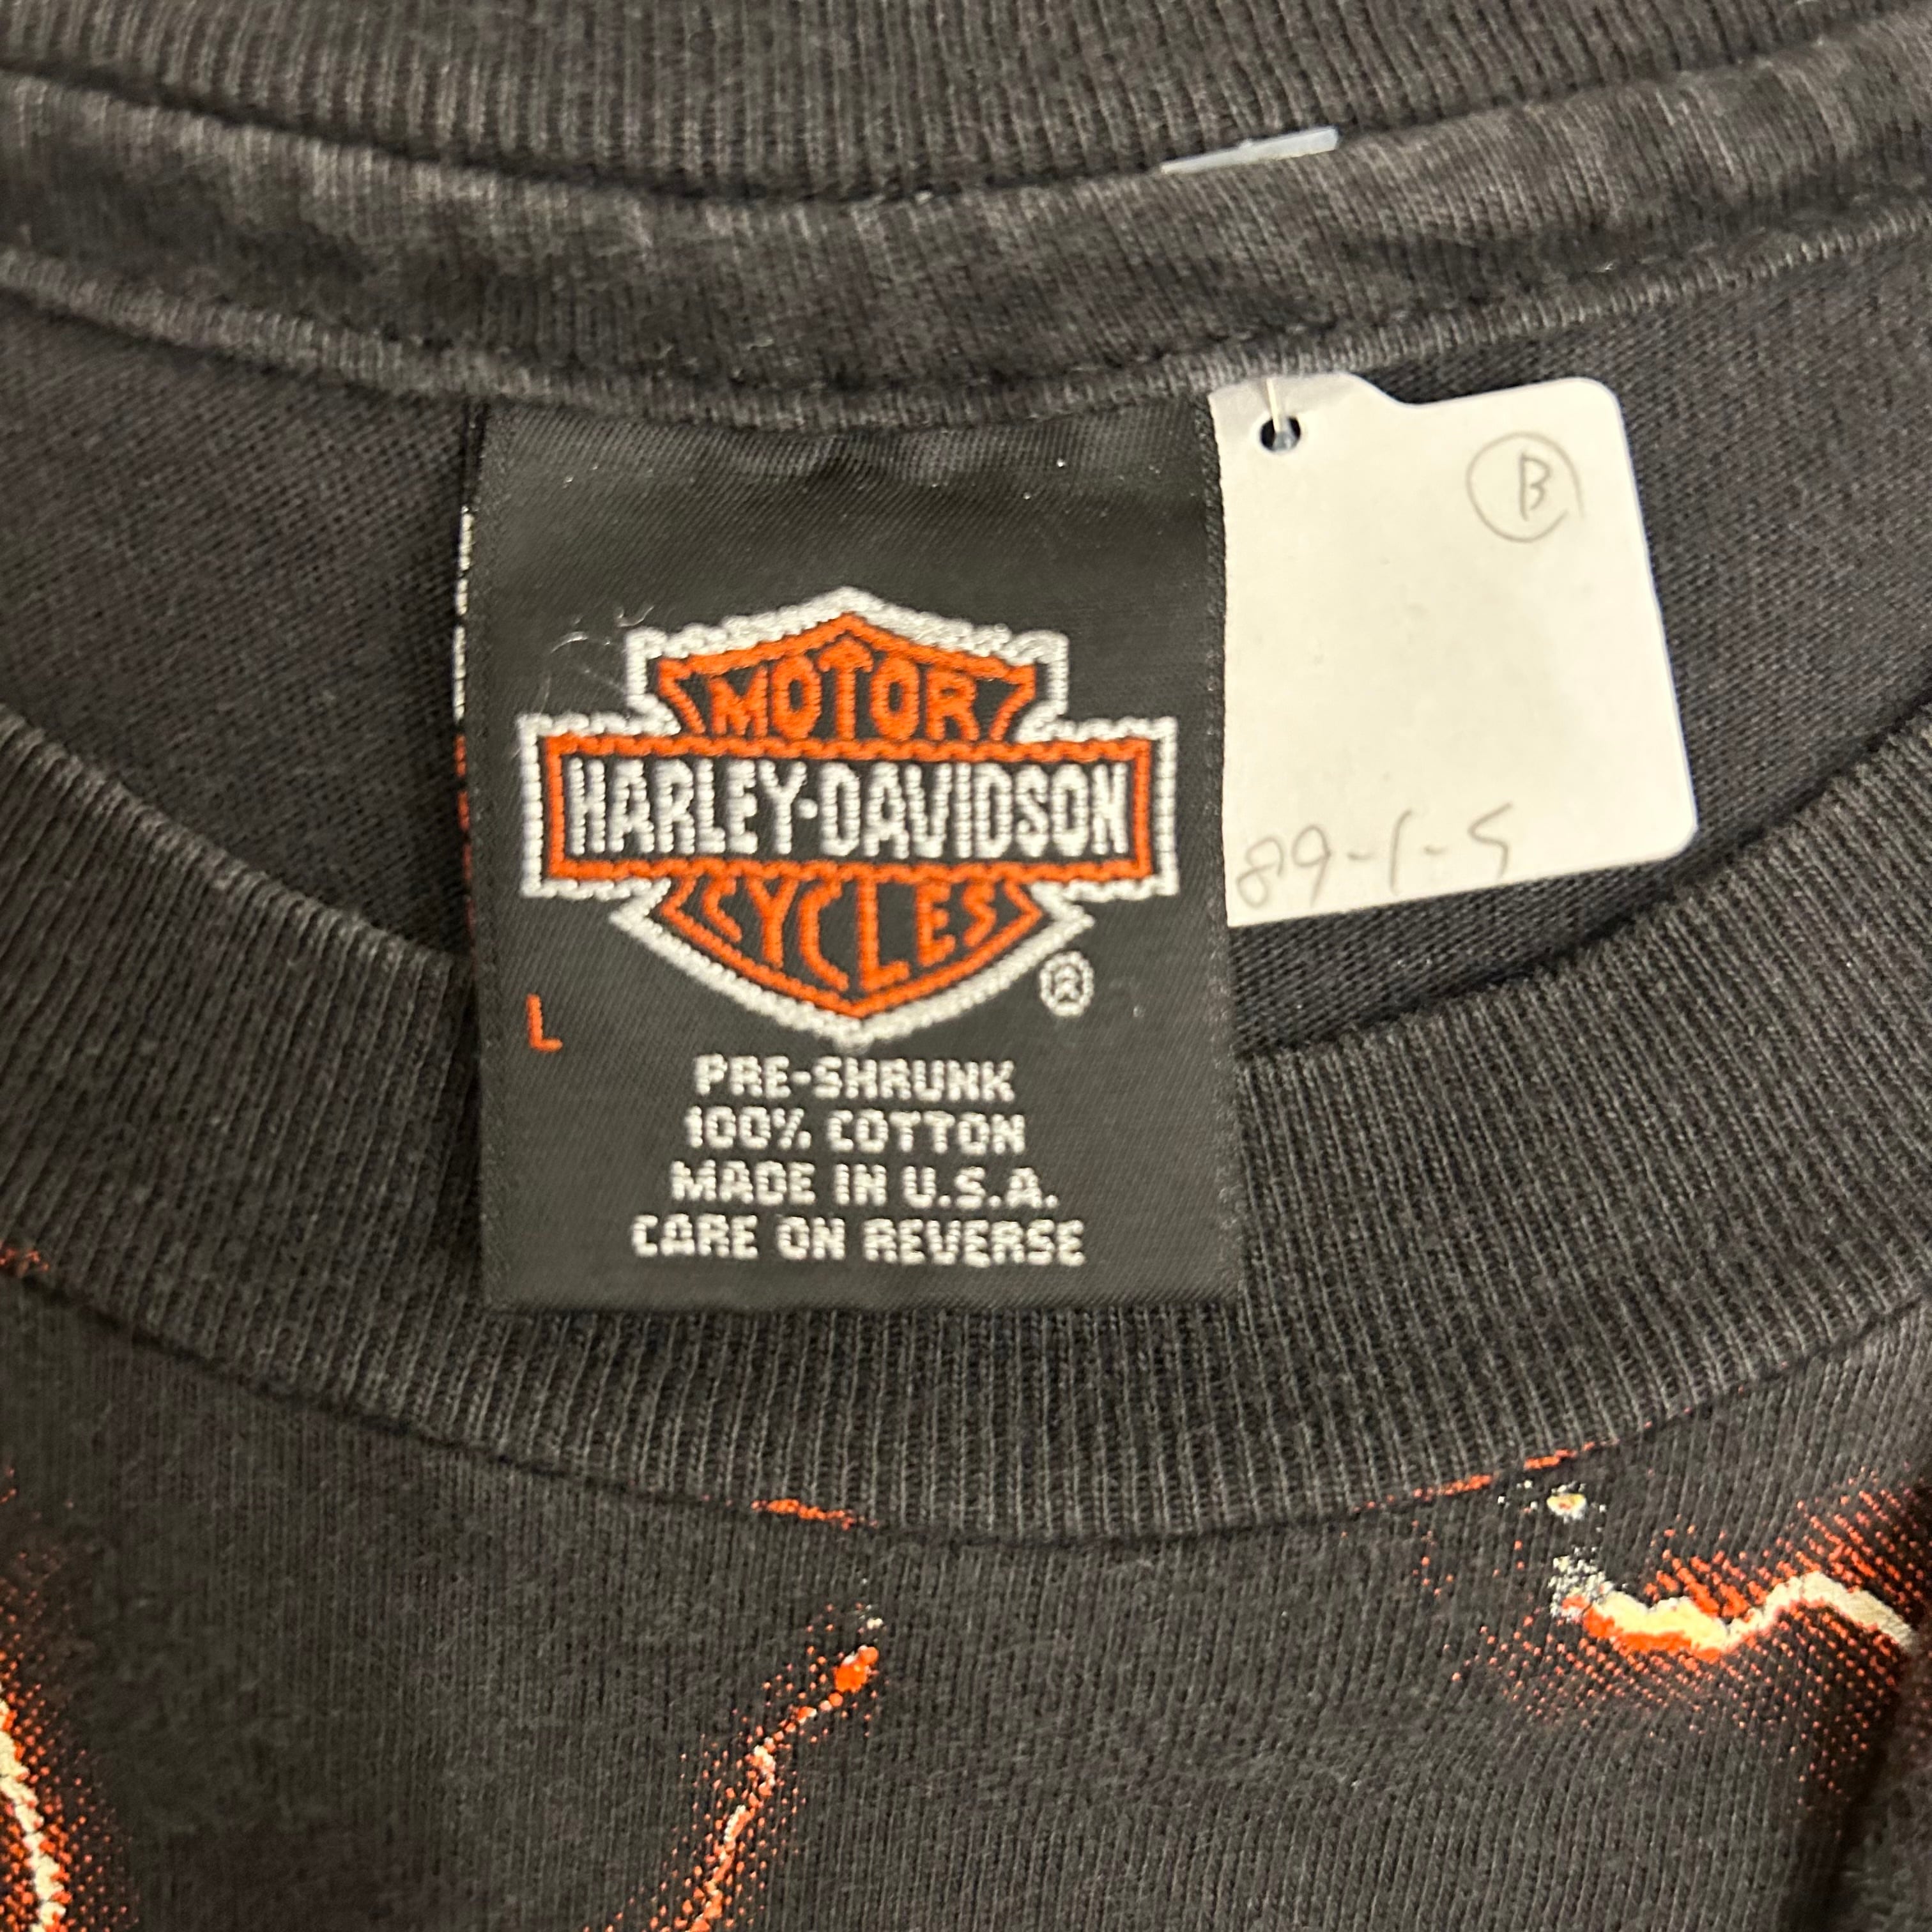 B
MOTOR
HARLEY-DAVIDSON
CYCLES
®
L
PRE-SHRUNK
100% COTTON
MADE IN U.S.A.
CARE ON REVERSE
89-1-5